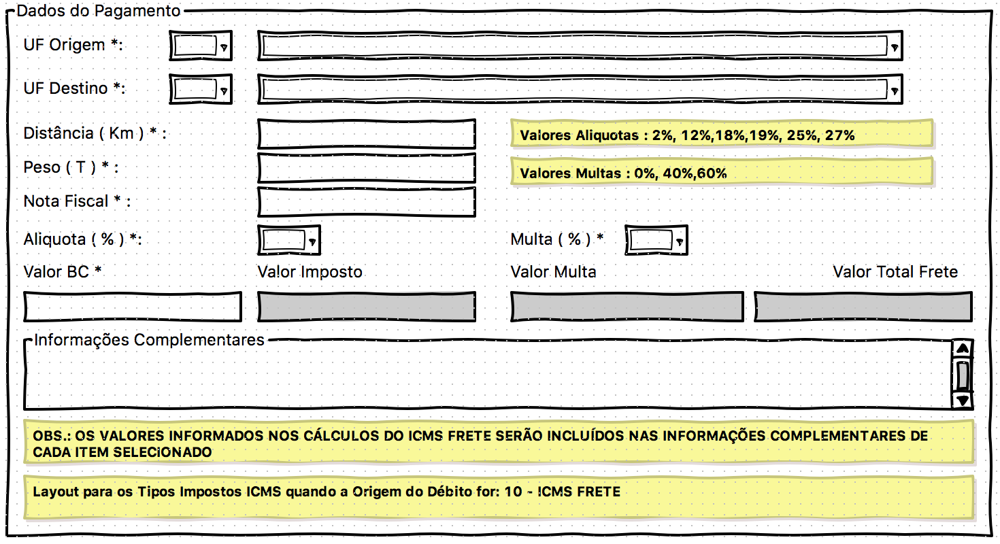 Dados do Pagamento
UF Origem *:
UF Destino *:
Distância ( Km ) * :
Valores Aliquotas : 2%, 12%,18%,19%, 25%, 27%
Peso ( T ) * :
Valores Multas : 0%, 40%,60%
Nota Fiscal * :
Aliquota ( % ) *:
Multa ( % ) *
Valor BC *
Valor Imposto
Valor Multa
Valor Total Frete
Informações Complementares
OBS.: OS VALORES INFORMADOS NOS CÁLCULOS DO ICMS FRETE SERÃO INCLUÍDOS NAS INFORMAÇÕES COMPLEMENTARES DE
CADA ITEM SELECIONADO
Layout para os Tipos Impostos ICMS quando a Origem do Débito for: 10 - ICMS FRETE